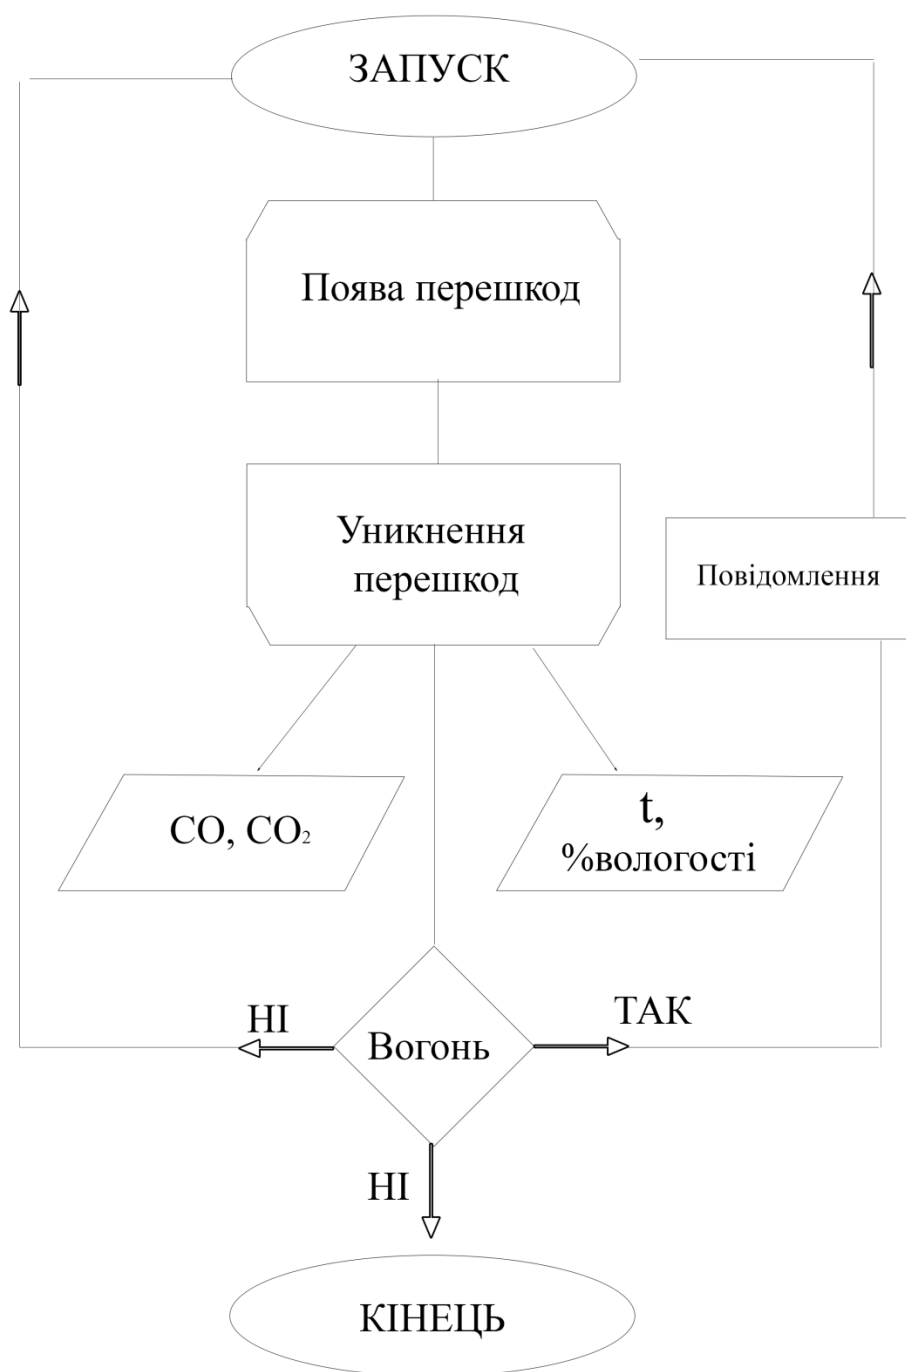 ЗАПУСК
Поява перешкод
Уникнення
перешкод
Повідомлення
CO, CO₂
t,
%вологості
НІ
Вогонь
ТАК
НІ
КІНЕЦЬ